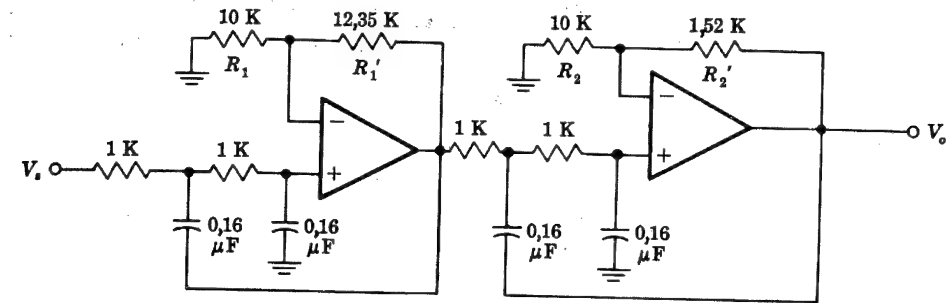 10 K
12,35 K
R₁
R₁'
10 K
1,52 K
R₂
R₂'
−
+
−
+
1 K
1 K
1 K
1 K
Vₛ
Vₒ
0,16
μF
0,16
μF
0,16
μF
0,16
μF